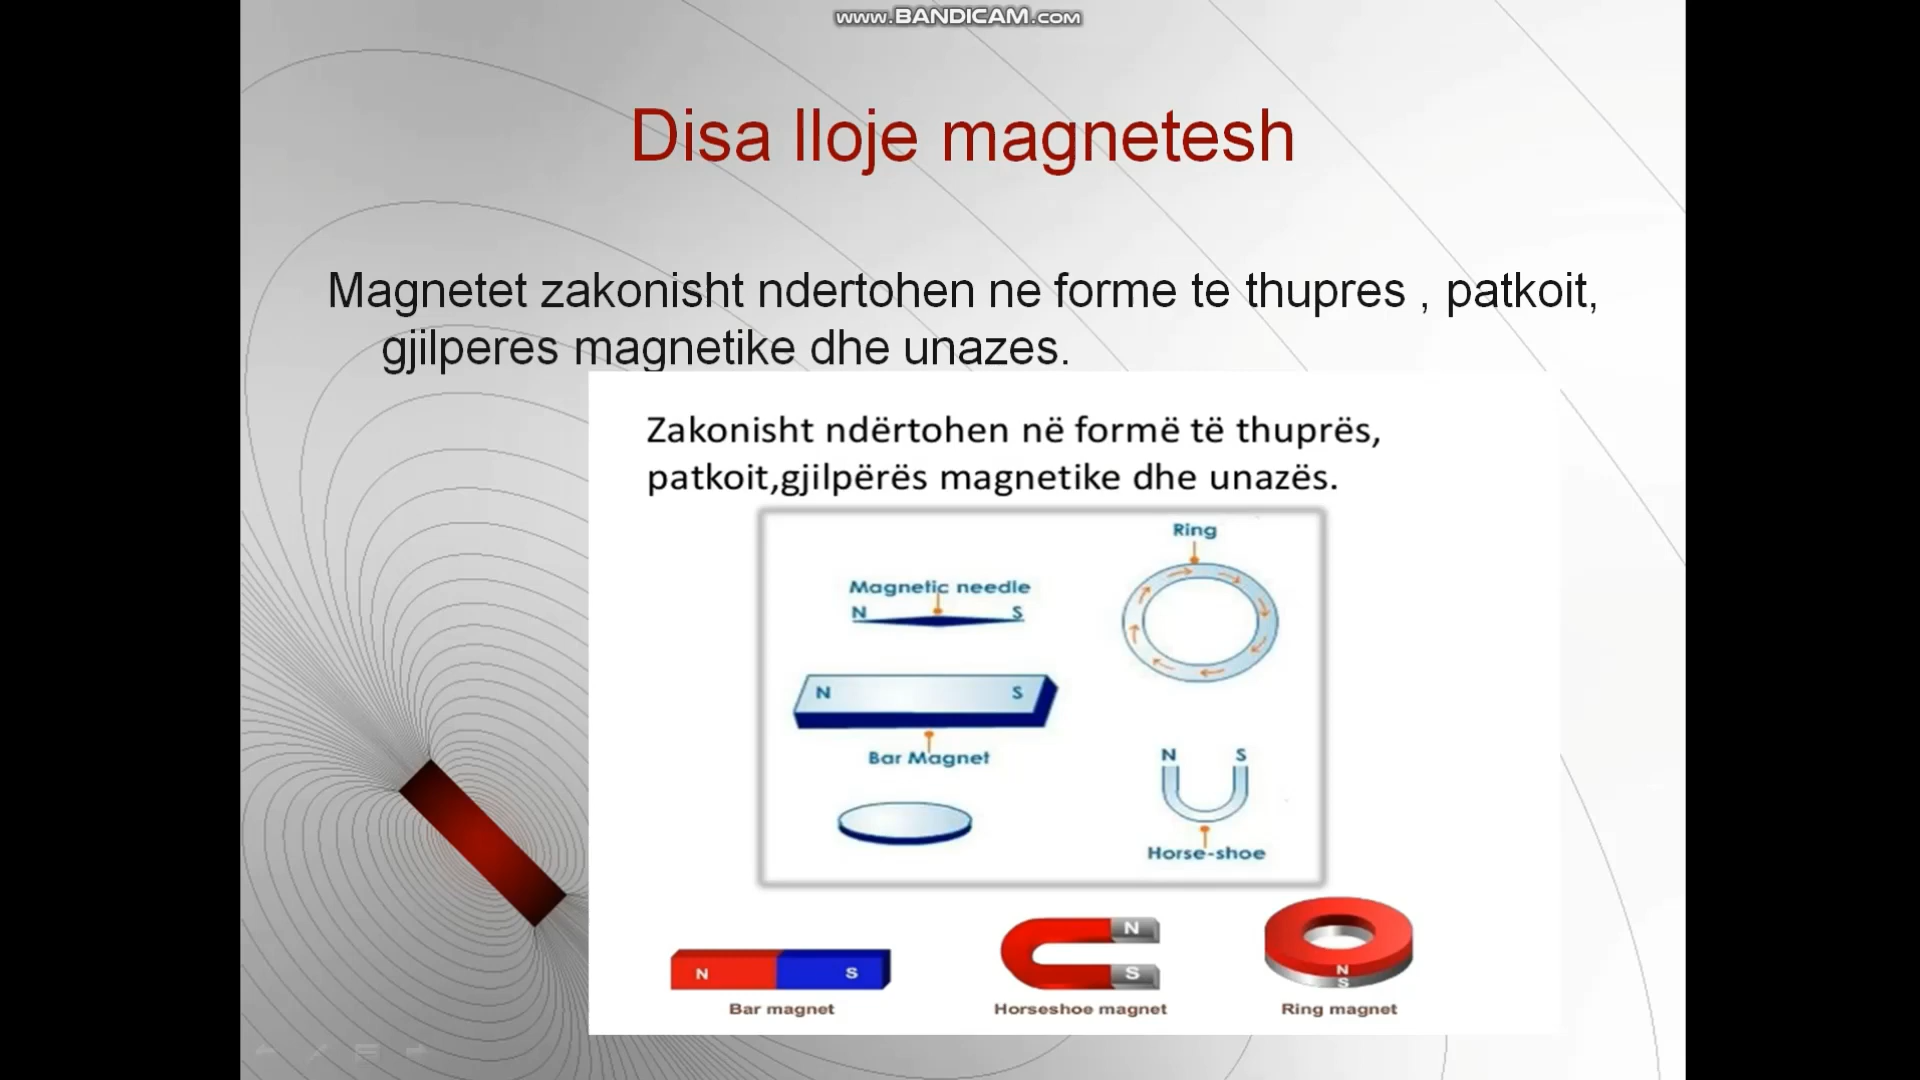 www.BANDICAM.com
Disa lloje magnetesh
Magnetet zakonisht ndertohen ne forme te thupres , patkoit,
gjilperes magnetike dhe unazes.
Zakonisht ndërtohen në formë të thuprës,
patkoit,gjilpërës magnetike dhe unazës.
Ring
Magnetic needle
N S
N S
Bar Magnet
N S
Horse-shoe
N S
Bar magnet
N
S
Horseshoe magnet
N
S
Ring magnet